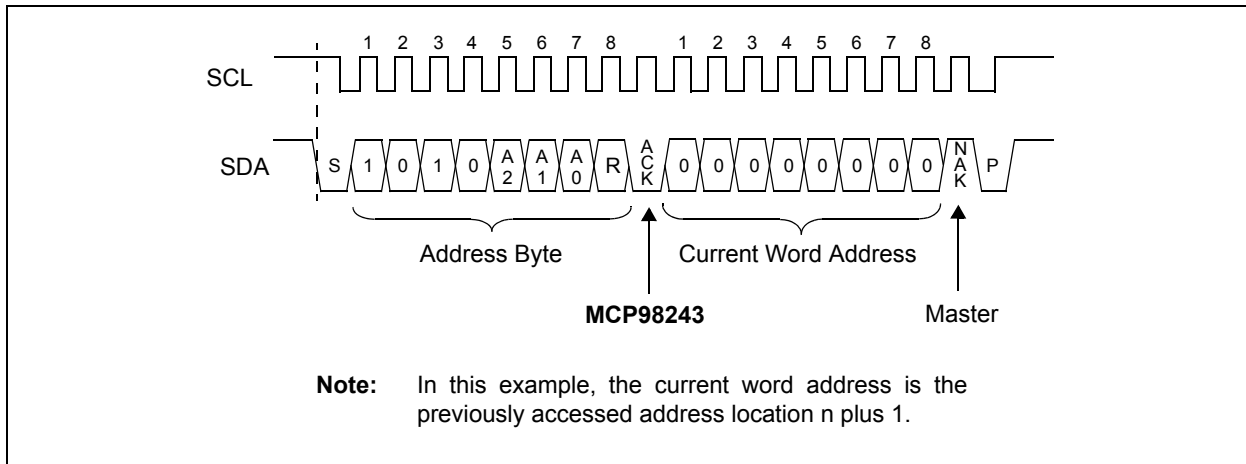 1 2 3 4 5 6 7 8 1 2 3 4 5 6 7 8
SCL
SDA S 1 0 1 0 A2 A1 A0 R ACK 0 0 0 0 0 0 0 0 NAK P
Address Byte Current Word Address
MCP98243 Master
Note: In this example, the current word address is the
previously accessed address location n plus 1.